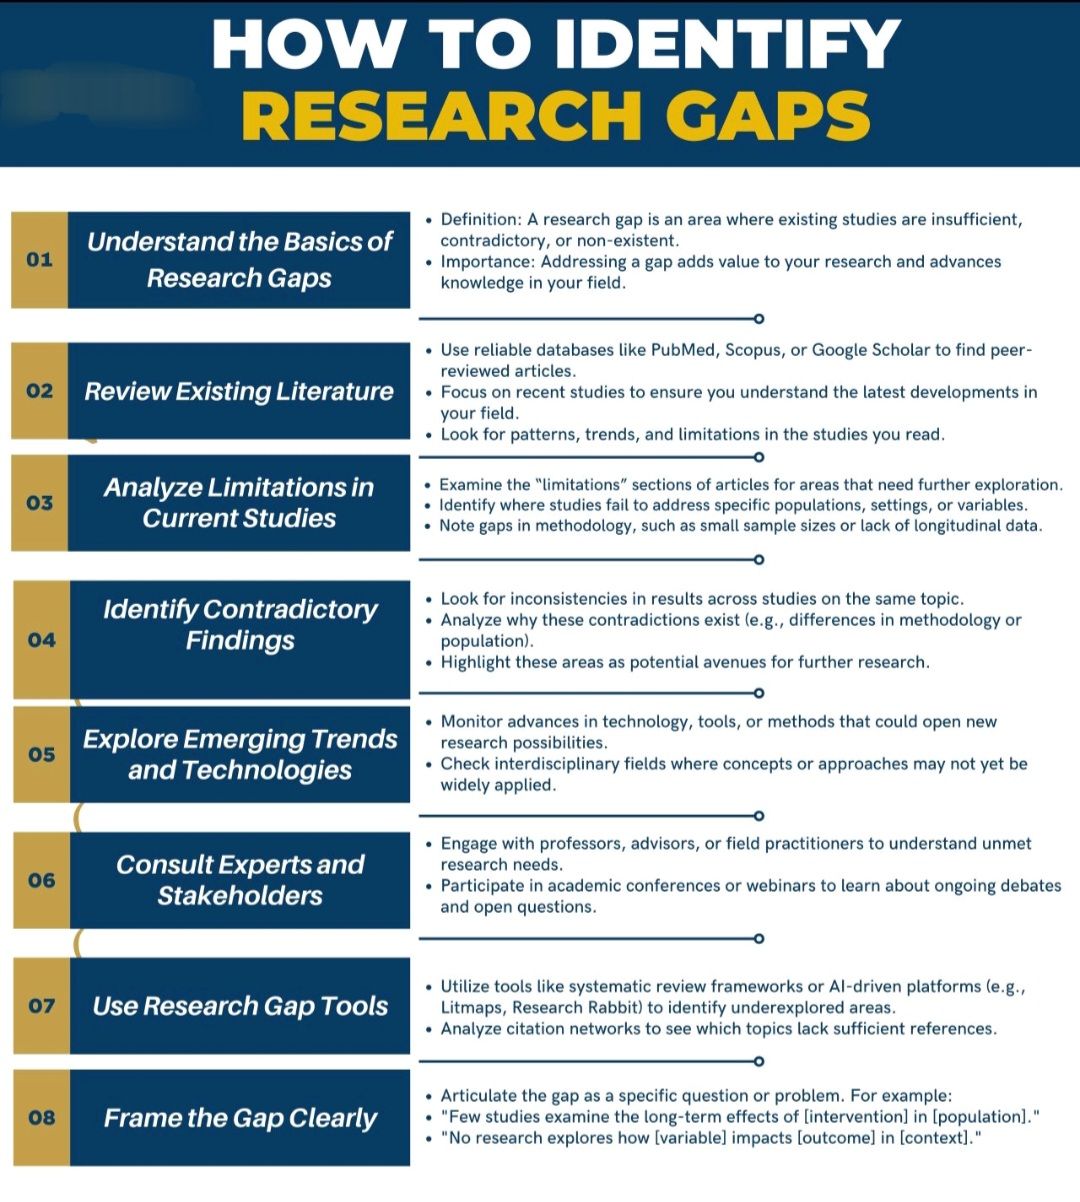 HOW TO IDENTIFY
RESEARCH GAPS
01
Understand the Basics of
Research Gaps
• Definition: A research gap is an area where existing studies are insufficient,
contradictory, or non-existent.
• Importance: Addressing a gap adds value to your research and advances
knowledge in your field.
02
Review Existing Literature
• Use reliable databases like PubMed, Scopus, or Google Scholar to find peer-
reviewed articles.
• Focus on recent studies to ensure you understand the latest developments in
your field.
• Look for patterns, trends, and limitations in the studies you read.
03
Analyze Limitations in
Current Studies
• Examine the “limitations” sections of articles for areas that need further exploration.
• Identify where studies fail to address specific populations, settings, or variables.
• Note gaps in methodology, such as small sample sizes or lack of longitudinal data.
04
Identify Contradictory
Findings
• Look for inconsistencies in results across studies on the same topic.
• Analyze why these contradictions exist (e.g., differences in methodology or
population).
• Highlight these areas as potential avenues for further research.
05
Explore Emerging Trends
and Technologies
• Monitor advances in technology, tools, or methods that could open new
research possibilities.
• Check interdisciplinary fields where concepts or approaches may not yet be
widely applied.
06
Consult Experts and
Stakeholders
• Engage with professors, advisors, or field practitioners to understand unmet
research needs.
• Participate in academic conferences or webinars to learn about ongoing debates
and open questions.
07
Use Research Gap Tools
• Utilize tools like systematic review frameworks or AI-driven platforms (e.g.,
Litmaps, Research Rabbit) to identify underexplored areas.
• Analyze citation networks to see which topics lack sufficient references.
08
Frame the Gap Clearly
• Articulate the gap as a specific question or problem. For example:
• "Few studies examine the long-term effects of [intervention] in [population]."
• "No research explores how [variable] impacts [outcome] in [context]."